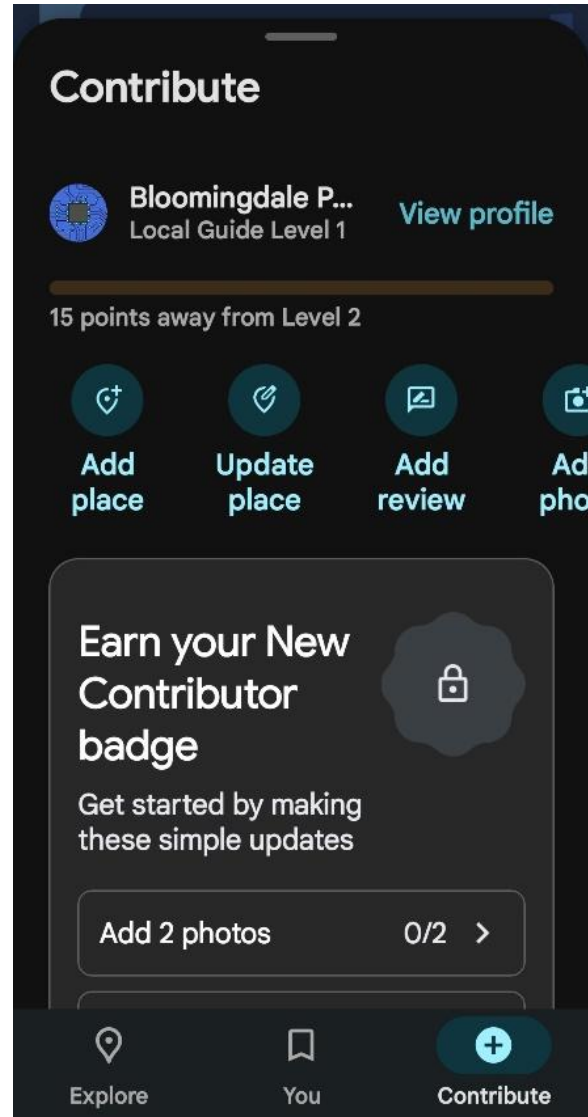 Contribute
Bloomingdale P...
Local Guide Level 1
View profile
15 points away from Level 2
Add
place
Update
place
Add
review
Ad
pho
Earn your New
Contributor
badge
Get started by making
these simple updates
Add 2 photos 0/2
Explore
You
Contribute